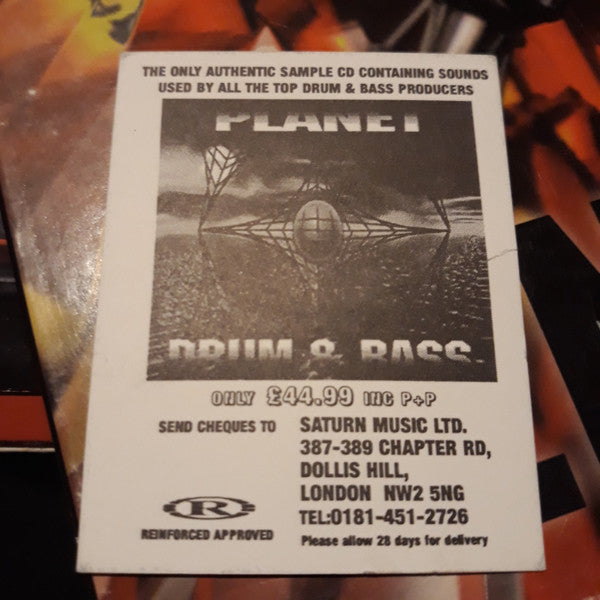 THE ONLY AUTHENTIC SAMPLE CD CONTAINING SOUNDS
USED BY ALL THE TOP DRUM & BASS PRODUCERS
PLANET
DRUM & BASS
ONLY £44.99 INC P+P
SEND CHEQUES TO
SATURN MUSIC LTD.
387-389 CHAPTER RD,
DOLLIS HILL,
LONDON NW2 5NG
TEL:0181-451-2726
Please allow 28 days for delivery
R
REINFORCED APPROVED